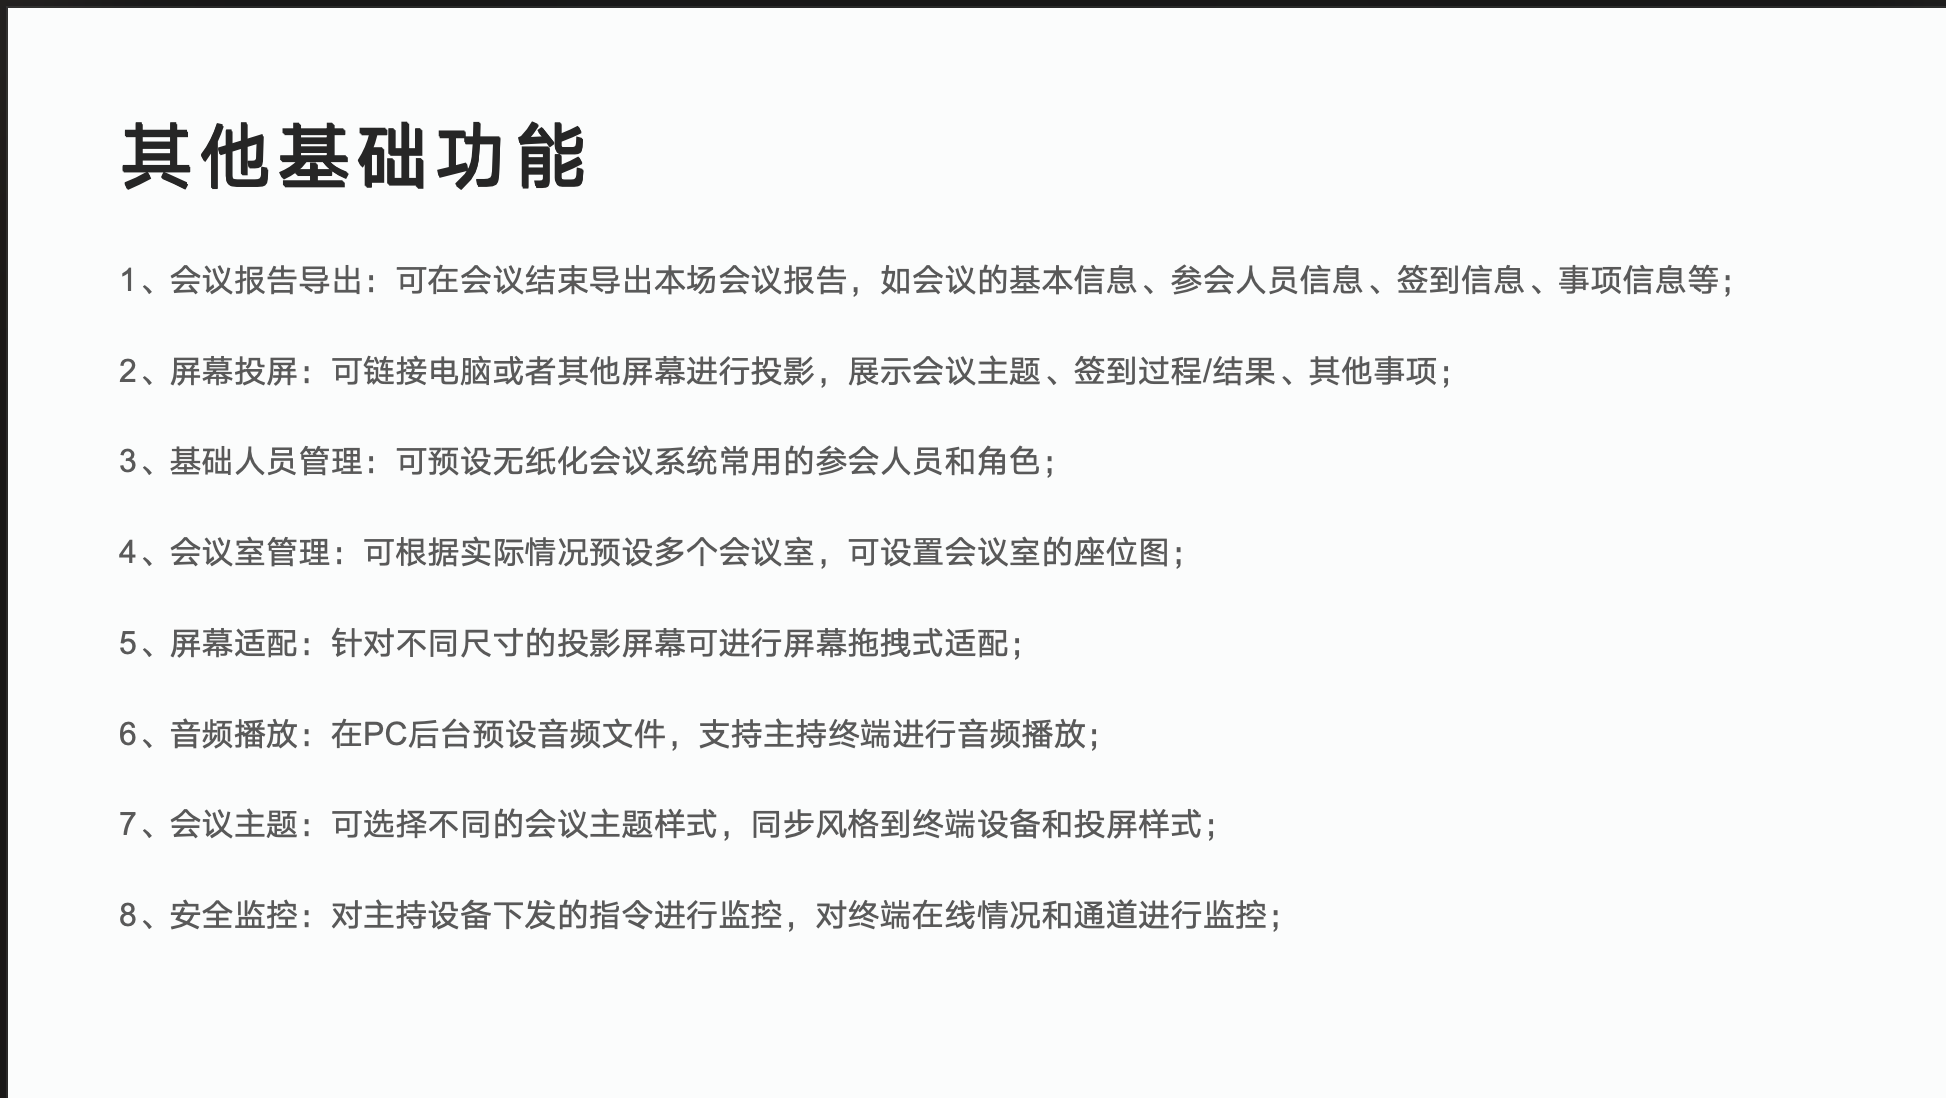 其他基础功能
1、会议报告导出：可在会议结束导出本场会议报告，如会议的基本信息、参会人员信息、签到信息、事项信息等；
2、屏幕投屏：可链接电脑或者其他屏幕进行投影，展示会议主题、签到过程/结果、其他事项；
3、基础人员管理：可预设无纸化会议系统常用的参会人员和角色；
4、会议室管理：可根据实际情况预设多个会议室，可设置会议室的座位图；
5、屏幕适配：针对不同尺寸的投影屏幕可进行屏幕拖拽式适配；
6、音频播放：在PC后台预设音频文件，支持主持终端进行音频播放；
7、会议主题：可选择不同的会议主题样式，同步风格到终端设备和投屏样式；
8、安全监控：对主持设备下发的指令进行监控，对终端在线情况和通道进行监控；